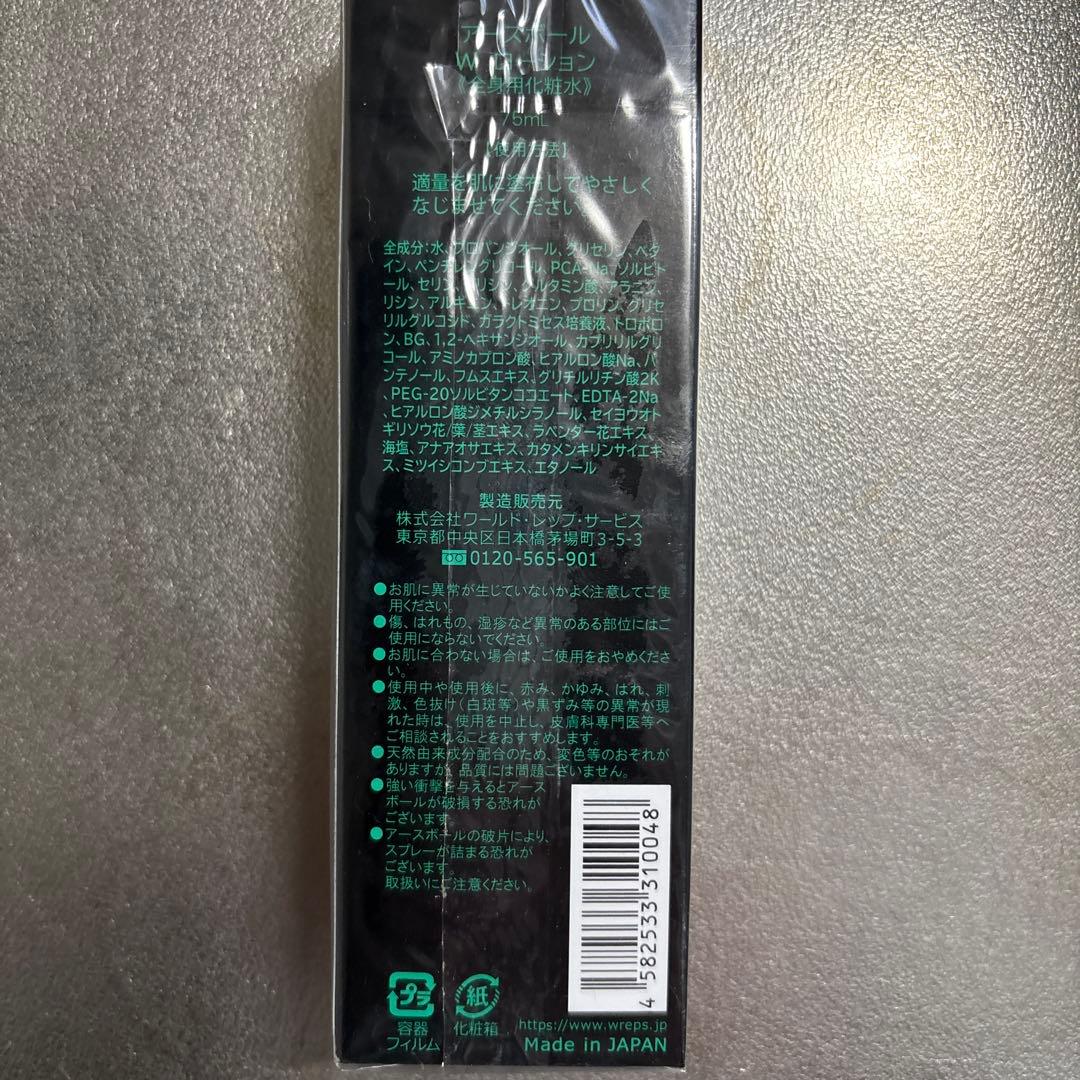 アースボール
W ローション
《全身用化粧水》
75mL
【使用方法】
適量を肌に塗布してやさしく
なじませてください。
全成分:水、プロパンジオール、グリセリン、ベタ
イン、ペンチレングリコール、PCA-Na、ソルビト
ール、セリン、グリシン、グルタミン酸、アラニン、
リシン、アルギニン、トレオニン、プロリン、グリセ
リルグルコシド、ガラクトミセス培養液、トロポロ
ン、BG、1,2-ヘキサンジオール、カプリリルグリ
コール、アミノカプロン酸、ヒアルロン酸Na、パ
ンテノール、フムスエキス、グリチルリチン酸2K
、PEG-20ソルビタンココエート、EDTA-2Na
、ヒアルロン酸ジメチルシラノール、セイヨウオト
ギリソウ花/葉/茎エキス、ラベンダー花エキス、
海塩、アナアオサエキス、カタメンキリンサイエキ
ス、ミツイシコンブエキス、エタノール
製造販売元
株式会社ワールド・レップ・サービス
東京都中央区日本橋茅場町3-5-3
0120-565-901
●お肌に異常が生じていないかよく注意してご使
用ください。
●傷、はれもの、湿疹など異常のある部位にはご
使用にならないでください。
●お肌に合わない場合は、ご使用をおやめくださ
い。
●使用中や使用後に、赤み、かゆみ、はれ、刺
激、色抜け(白斑等)や黒ずみ等の異常が現
れた時は、使用を中止し、皮膚科専門医等へ
ご相談されることをおすすめします。
●天然由来成分配合のため、変色等のおそれが
ありますが、品質には問題ございません。
●強い衝撃を与えるとアース
ボールが破損する恐れが
ございます。
●アースボールの破片により、
スプレーが詰まる恐れが
ございます。
取扱いにご注意ください。
4 582533 310048
プラ
容器
フィルム
紙
化粧箱
https://www.wreps.jp
Made in JAPAN